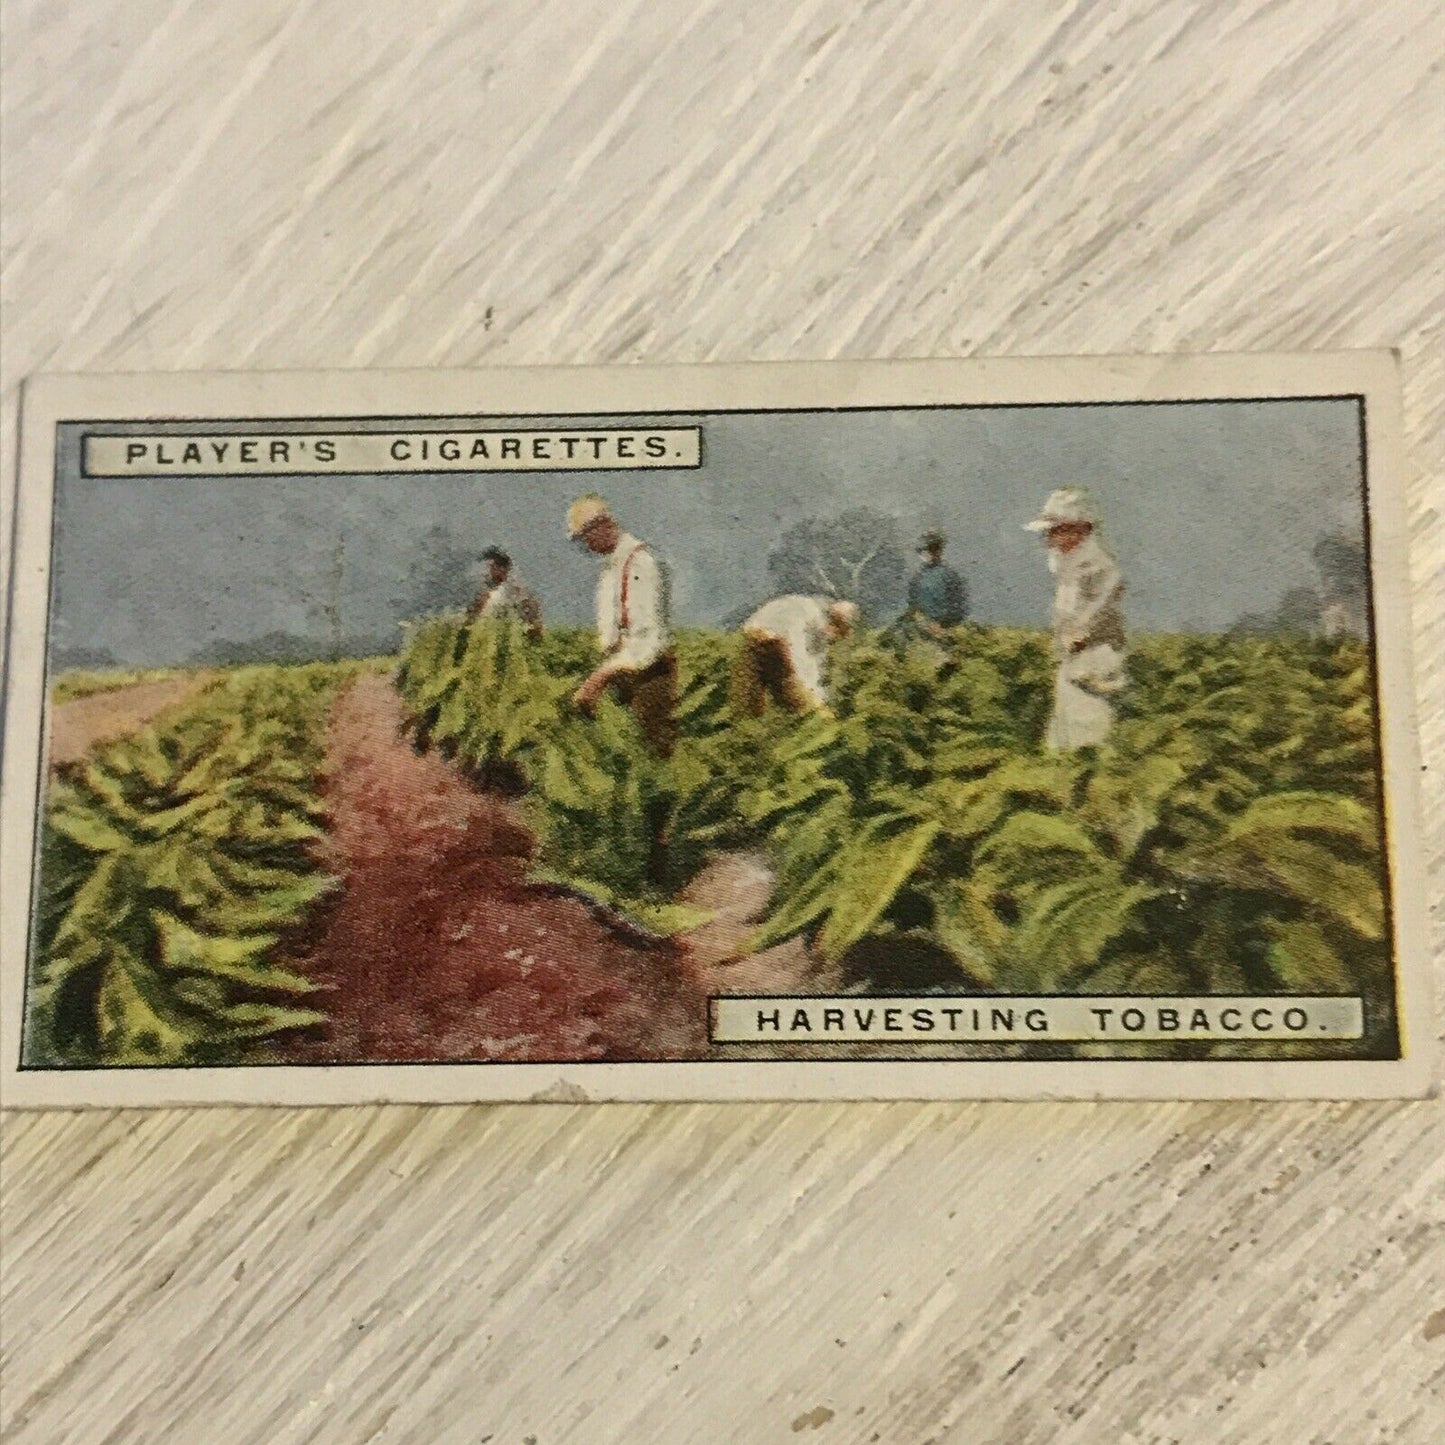 PLAYER'S CIGARETTES.
HARVESTING TOBACCO.